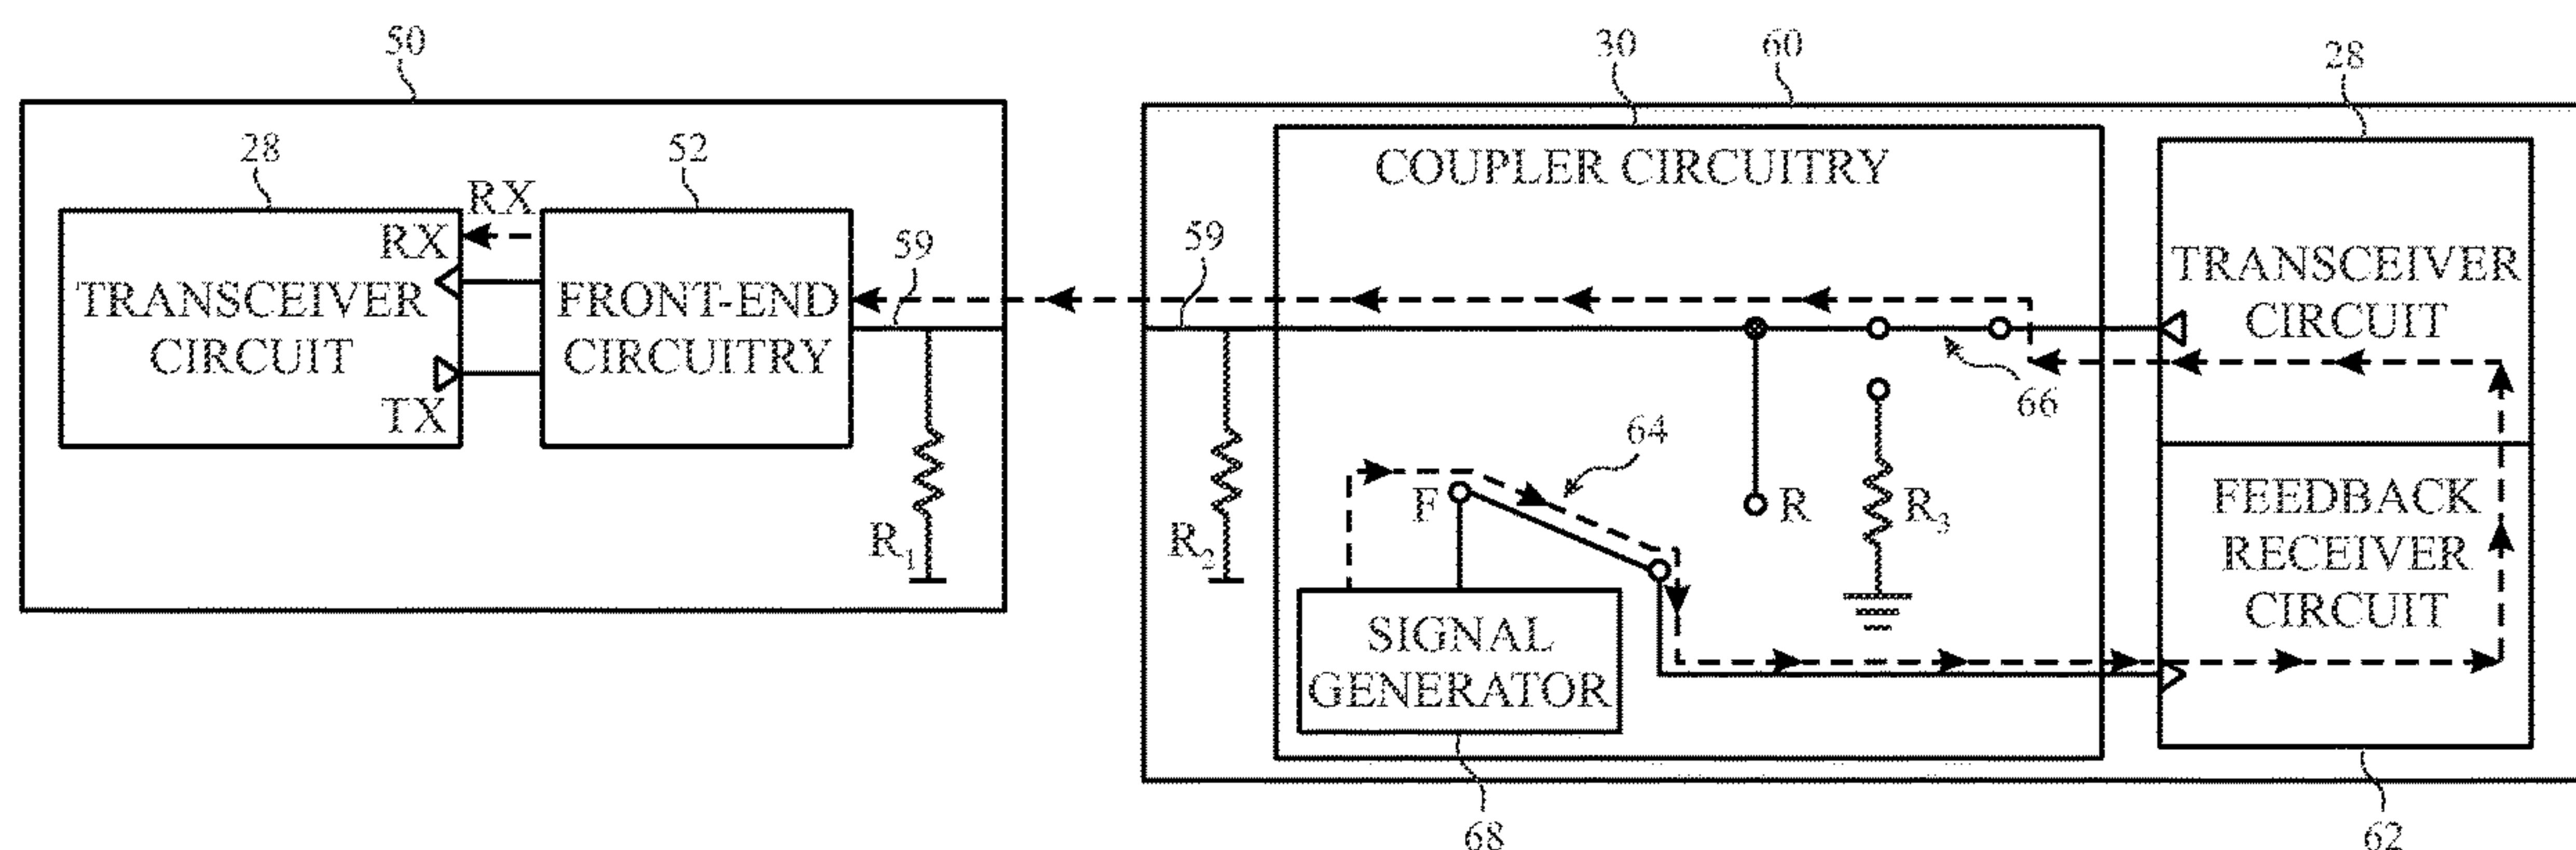 50
30
60
28
28
52
COUPLER CIRCUITRY
RX
RX
59
59
TRANSCEIVER
CIRCUIT
FRONT-END
CIRCUITRY
TRANSCEIVER
CIRCUIT
TX
66
64
F
R
R3
R1
R2
FEEDBACK
RECEIVER
CIRCUIT
SIGNAL
GENERATOR
68
62